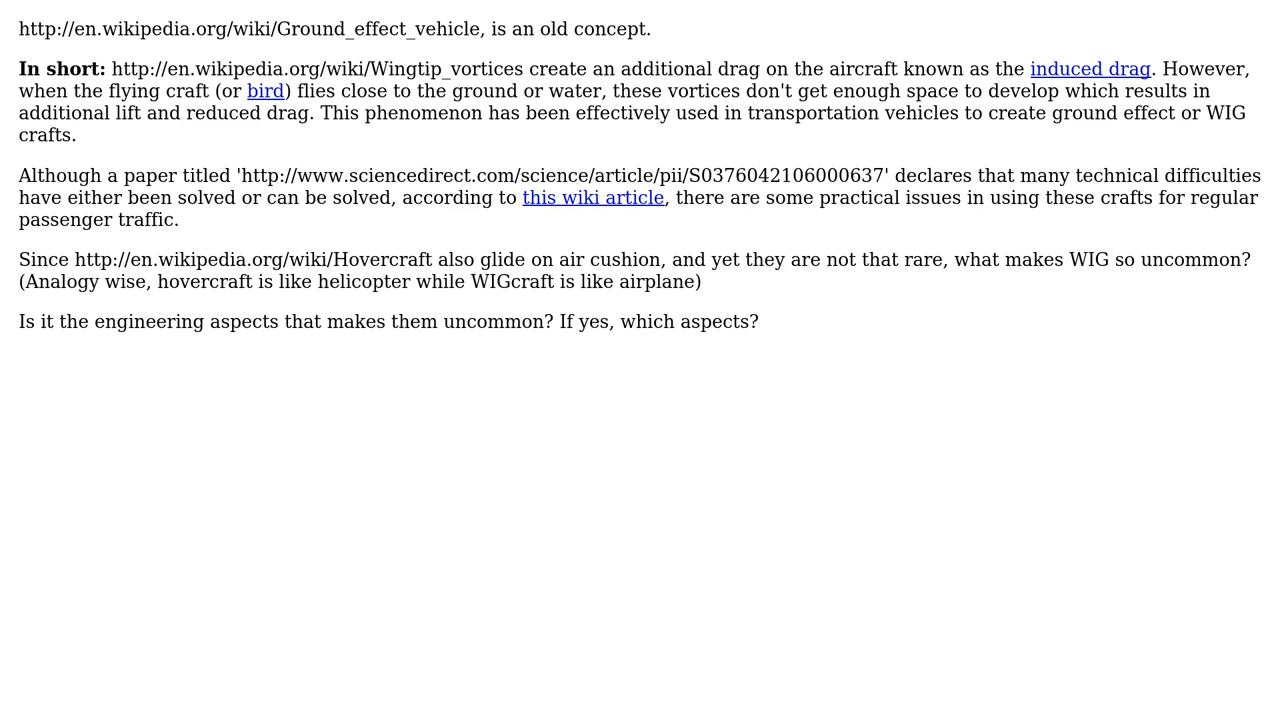 http://en.wikipedia.org/wiki/Ground_effect_vehicle, is an old concept.
In short: http://en.wikipedia.org/wiki/Wingtip_vortices create an additional drag on the aircraft known as the induced drag. However,
when the flying craft (or bird) flies close to the ground or water, these vortices don't get enough space to develop which results in
additional lift and reduced drag. This phenomenon has been effectively used in transportation vehicles to create ground effect or WIG
crafts.
Although a paper titled 'http://www.sciencedirect.com/science/article/pii/S0376042106000637' declares that many technical difficulties
have either been solved or can be solved, according to this wiki article, there are some practical issues in using these crafts for regular
passenger traffic.
Since http://en.wikipedia.org/wiki/Hovercraft also glide on air cushion, and yet they are not that rare, what makes WIG so uncommon?
(Analogy wise, hovercraft is like helicopter while WIGcraft is like airplane)
Is it the engineering aspects that makes them uncommon? If yes, which aspects?